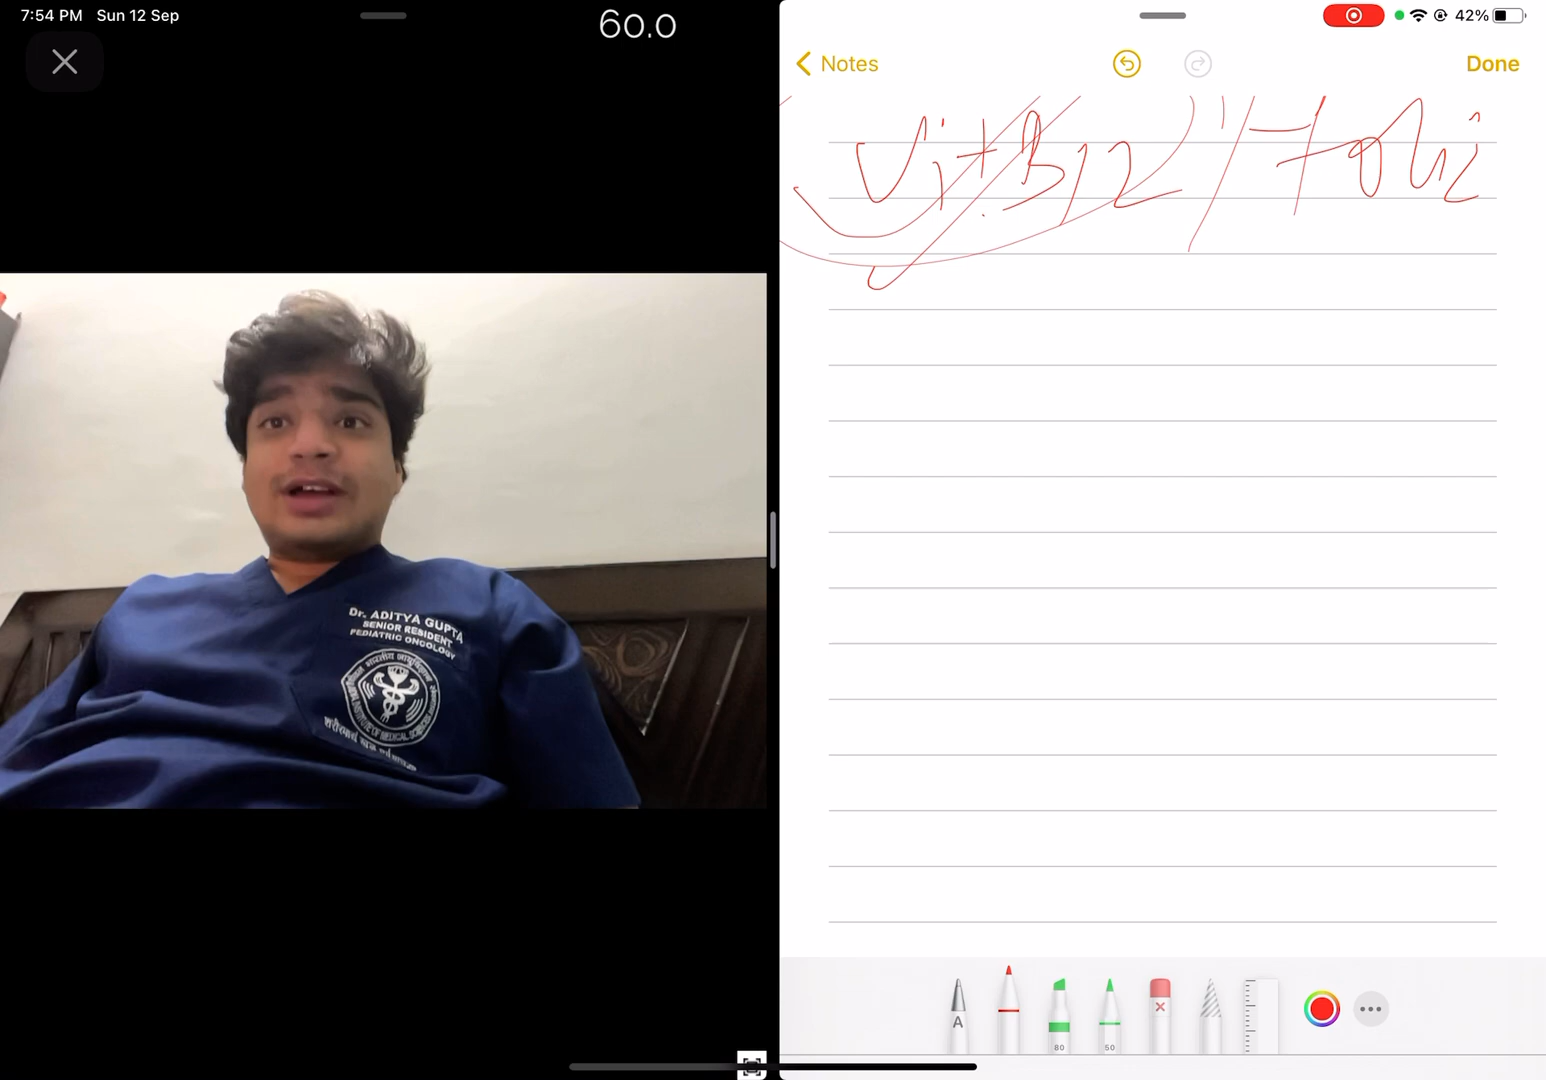 7:54 PM Sun 12 Sep
60.0
42%
Notes
Done
Vit B12
Dr. ADITYA GUPTA
SENIOR RESIDENT
PEDIATRIC ONCOLOGY
A
80
50